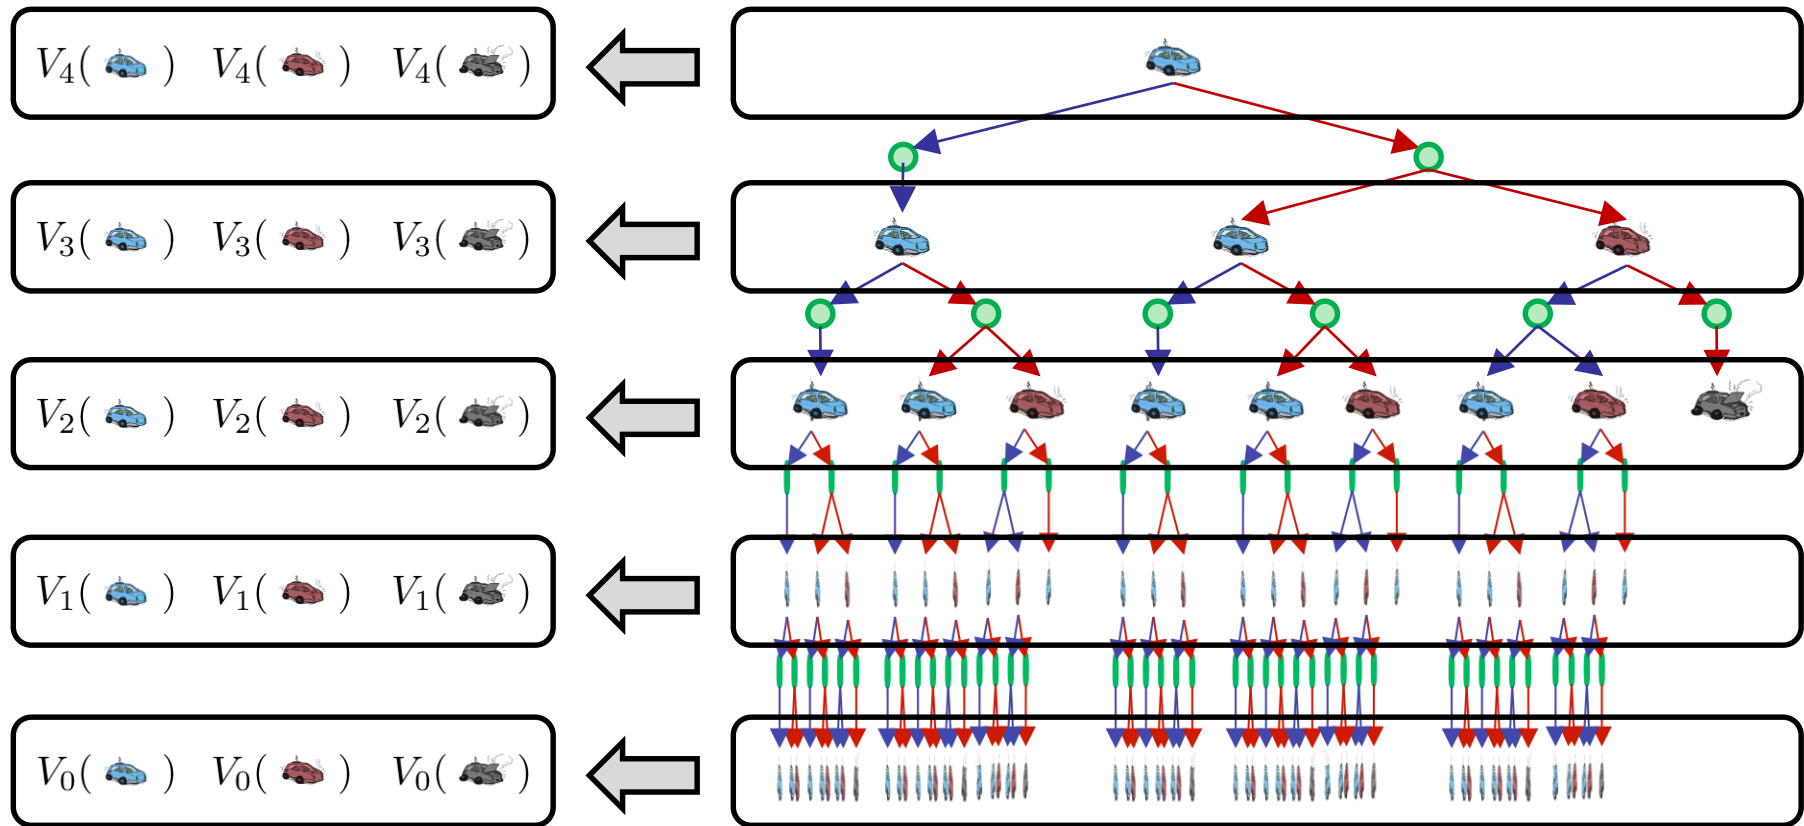 V₄( ) V₄( ) V₄( )
V₃( ) V₃( ) V₃( )
V₂( ) V₂( ) V₂( )
V₁( ) V₁( ) V₁( )
V₀( ) V₀( ) V₀( )